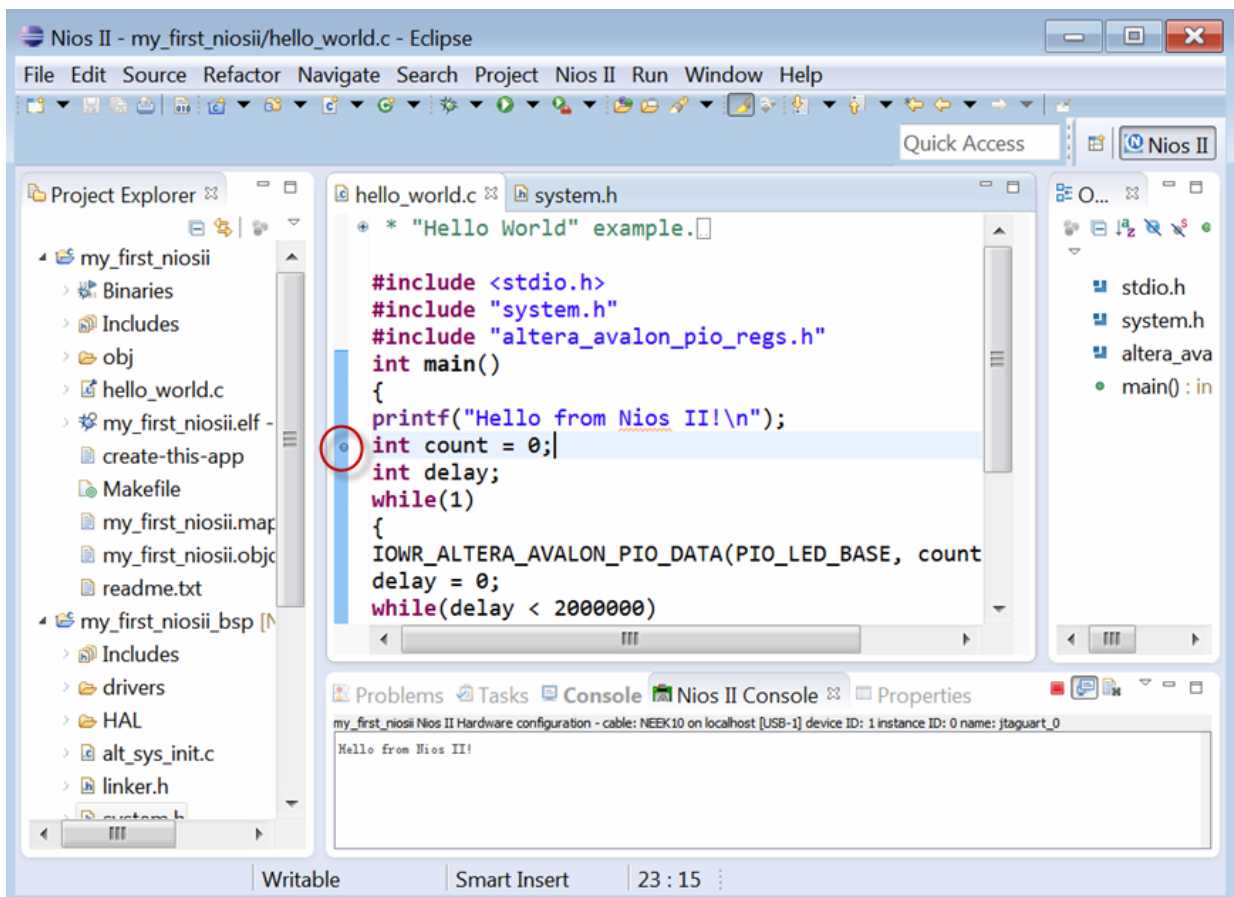 Nios II - my_first_niosii/hello_world.c - Eclipse
File Edit Source Refactor Navigate Search Project Nios II Run Window Help
Quick Access
Nios II
Project Explorer
my_first_niosii
Binaries
Includes
obj
hello_world.c
my_first_niosii.elf -
create-this-app
Makefile
my_first_niosii.map
my_first_niosii.objd
readme.txt
my_first_niosii_bsp [N
Includes
drivers
HAL
alt_sys_init.c
linker.h
system.h
hello_world.c system.h
* "Hello World" example.
#include <stdio.h>
#include "system.h"
#include "altera_avalon_pio_regs.h"
int main()
{
printf("Hello from Nios II!\n");
int count = 0;
int delay;
while(1)
{
IOWR_ALTERA_AVALON_PIO_DATA(PIO_LED_BASE, count
delay = 0;
while(delay < 2000000)
O...
stdio.h
system.h
altera_ava
main() : in
Problems Tasks Console Nios II Console Properties
my_first_niosii Nios II Hardware configuration - cable: NEEK10 on localhost [USB-1] device ID: 1 instance ID: 0 name: jtaguart_0
Hello from Nios II!
Writable Smart Insert 23 : 15